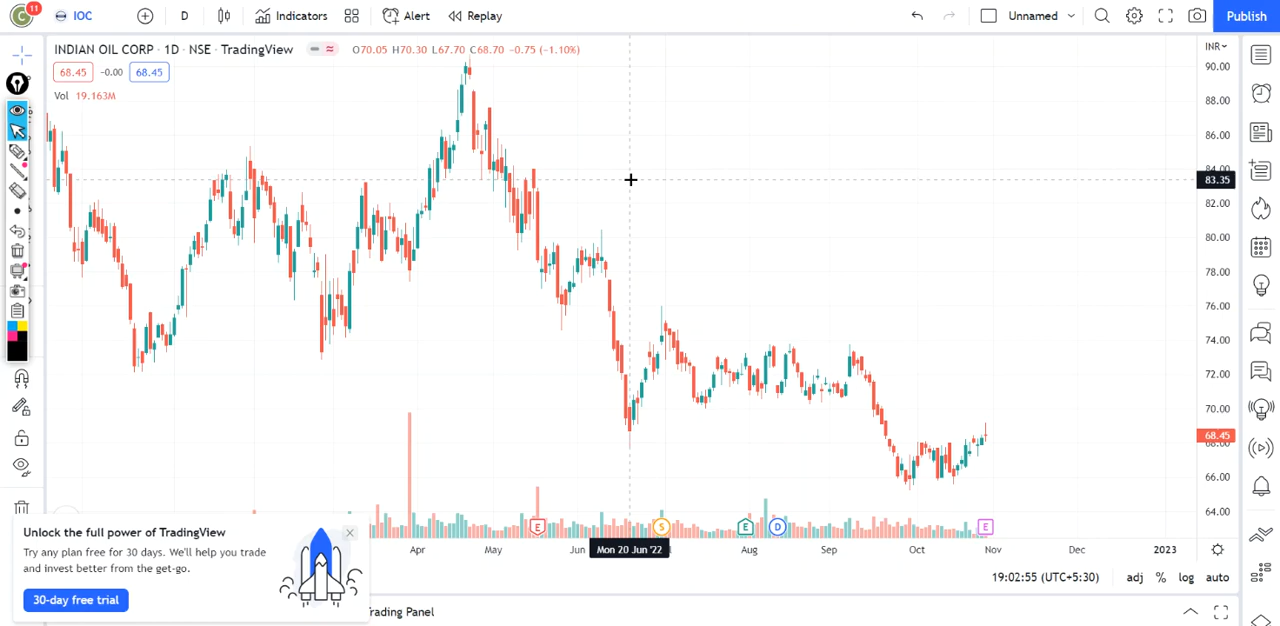 C 11 IOC D Indicators Alert Replay Unnamed Publish
INDIAN OIL CORP · 1D · NSE · TradingView O70.05 H70.30 L67.70 C68.70 -0.75 (-1.10%)
INR
68.45 -0.00 68.45
Vol 19.163M
90.00
88.00
86.00
84.00
83.35
82.00
80.00
78.00
76.00
74.00
72.00
70.00
68.45
68.00
66.00
64.00
E S E D E
Apr May Jun Mon 20 Jun '22 Aug Sep Oct Nov Dec 2023
Unlock the full power of TradingView
Try any plan free for 30 days. We'll help you trade
and invest better from the get-go.
30-day free trial
19:02:55 (UTC+5:30) adj % log auto
rading Panel